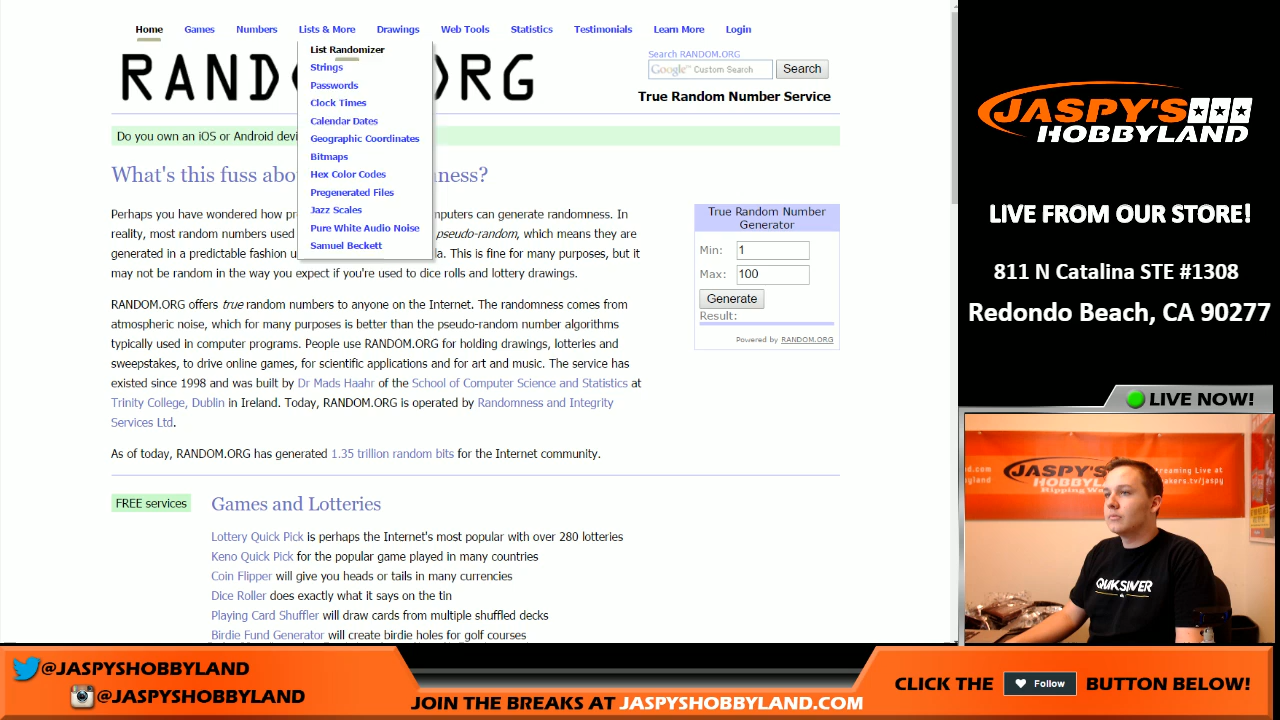 Home Games Numbers Lists & More Drawings Web Tools Statistics Testimonials Learn More Login
List Randomizer
Strings
Passwords
Clock Times
Calendar Dates
Geographic Coordinates
Bitmaps
Hex Color Codes
Pregenerated Files
Jazz Scales
Pure White Audio Noise
Samuel Beckett
RAND RG
Search RANDOM.ORG
Google™ Custom Search Search
True Random Number Service
Do you own an iOS or Android devi
What's this fuss abo ness?
Perhaps you have wondered how pr mputers can generate randomness. In
reality, most random numbers used pseudo-random, which means they are
generated in a predictable fashion u la. This is fine for many purposes, but it
may not be random in the way you expect if you're used to dice rolls and lottery drawings.
RANDOM.ORG offers true random numbers to anyone on the Internet. The randomness comes from
atmospheric noise, which for many purposes is better than the pseudo-random number algorithms
typically used in computer programs. People use RANDOM.ORG for holding drawings, lotteries and
sweepstakes, to drive online games, for scientific applications and for art and music. The service has
existed since 1998 and was built by Dr Mads Haahr of the School of Computer Science and Statistics at
Trinity College, Dublin in Ireland. Today, RANDOM.ORG is operated by Randomness and Integrity
Services Ltd.
As of today, RANDOM.ORG has generated 1.35 trillion random bits for the Internet community.
True Random Number
Generator
Min: 1
Max: 100
Generate
Result:
Powered by RANDOM.ORG
FREE services
Games and Lotteries
Lottery Quick Pick is perhaps the Internet's most popular with over 280 lotteries
Keno Quick Pick for the popular game played in many countries
Coin Flipper will give you heads or tails in many currencies
Dice Roller does exactly what it says on the tin
Playing Card Shuffler will draw cards from multiple shuffled decks
Birdie Fund Generator will create birdie holes for golf courses
JASPY'S
HOBBYLAND
LIVE FROM OUR STORE!
811 N Catalina STE #1308
Redondo Beach, CA 90277
LIVE NOW!
JASPY'S
HOBBYL
Ripping Wa
d.com
byland
treaming Live at
eakers.tv/jaspy
QUIKSILVER
@JASPYSHOBBYLAND
@JASPYSHOBBYLAND
JOIN THE BREAKS AT JASPYSHOBBYLAND.COM
CLICK THE Follow BUTTON BELOW!